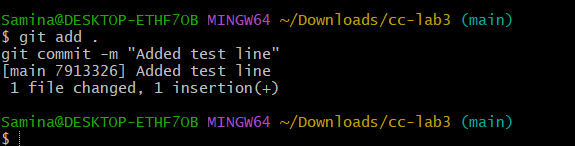 Samina@DESKTOP-ETHF7OB MINGW64 ~/Downloads/cc-lab3 (main)
$ git add .
git commit -m "Added test line"
[main 7913326] Added test line
 1 file changed, 1 insertion(+)

Samina@DESKTOP-ETHF7OB MINGW64 ~/Downloads/cc-lab3 (main)
$